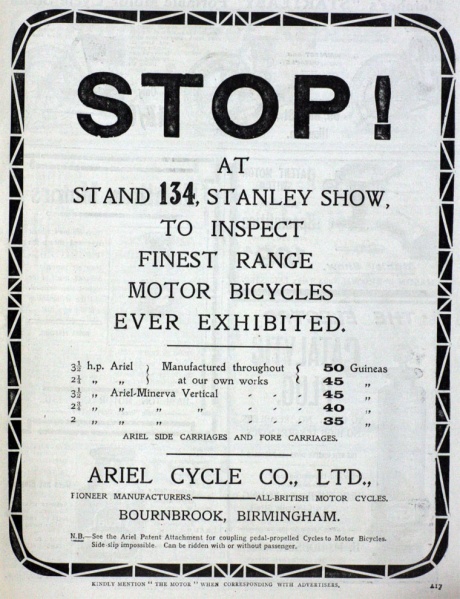 STOP!
AT
STAND 134, STANLEY SHOW,
TO INSPECT
FINEST RANGE
MOTOR BICYCLES
EVER EXHIBITED.
3½ h.p. Ariel } Manufactured throughout { 50 Guineas
2¼ „ „ } at our own works { 45 „
3½ „ Ariel-Minerva Vertical - - - 45 „
2¾ „ „ „ „ - - - 40 „
2 „ „ „ „ - - - 35 „
ARIEL SIDE CARRIAGES AND FORE CARRIAGES.
ARIEL CYCLE CO., LTD.,
PIONEER MANUFACTURERS,——ALL-BRITISH MOTOR CYCLES.
BOURNBROOK, BIRMINGHAM.
N.B.—See the Ariel Patent Attachment for coupling pedal-propelled Cycles to Motor Bicycles.
Side-slip impossible. Can be ridden with or without passenger.
KINDLY MENTION "THE MOTOR" WHEN CORRESPONDING WITH ADVERTISERS.